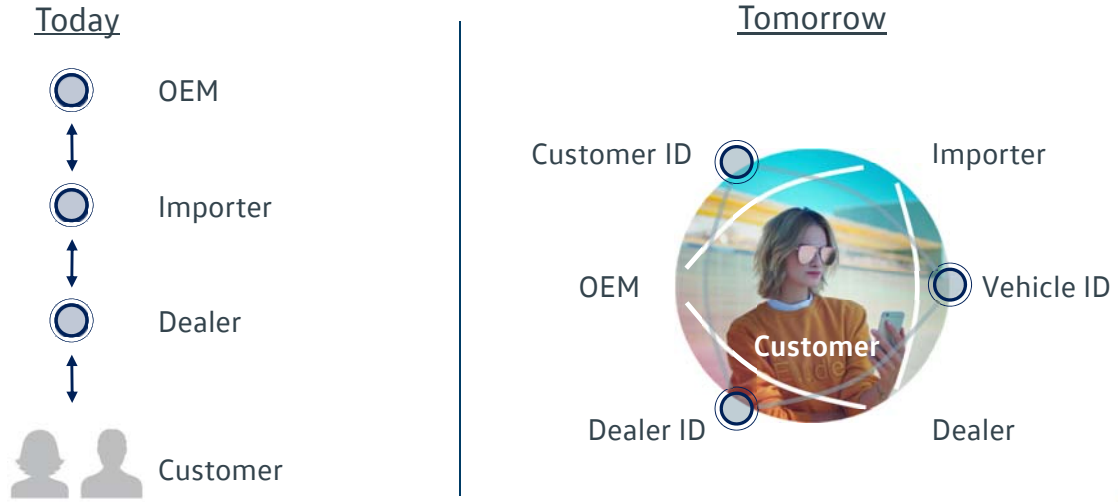 Today
OEM
Importer
Dealer
Customer
Tomorrow
Customer ID
Importer
OEM
Vehicle ID
Customer
Dealer ID
Dealer